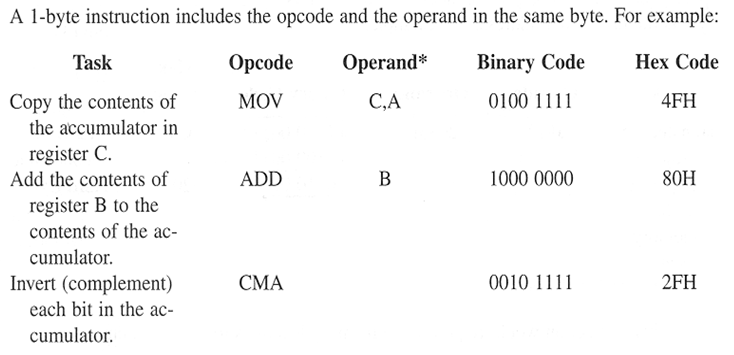 A 1-byte instruction includes the opcode and the operand in the same byte. For example:
Task Opcode Operand* Binary Code Hex Code
Copy the contents of MOV C,A 0100 1111 4FH
the accumulator in
register C.
Add the contents of ADD B 1000 0000 80H
register B to the
contents of the ac-
cumulator.
Invert (complement) CMA 0010 1111 2FH
each bit in the ac-
cumulator.